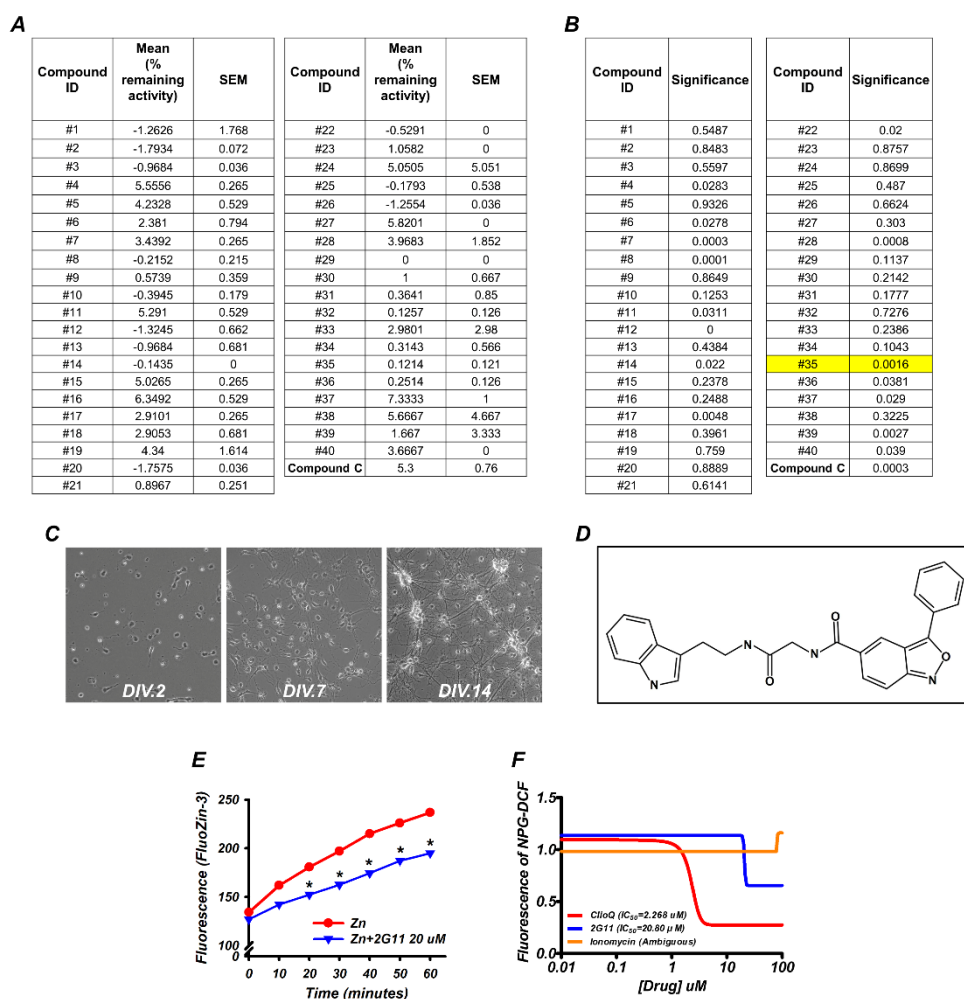 A
Compound ID Mean (% remaining activity) SEM
#1 -1.2626 1.768
#2 -1.7934 0.072
#3 -0.9684 0.036
#4 5.5556 0.265
#5 4.2328 0.529
#6 2.381 0.794
#7 3.4392 0.265
#8 -0.2152 0.215
#9 0.5739 0.359
#10 -0.3945 0.179
#11 5.291 0.529
#12 -1.3245 0.662
#13 -0.9684 0.681
#14 -0.1435 0
#15 5.0265 0.265
#16 6.3492 0.529
#17 2.9101 0.265
#18 2.9053 0.681
#19 4.34 1.614
#20 -1.7575 0.036
#21 0.8967 0.251
Compound ID Mean (% remaining activity) SEM
#22 -0.5291 0
#23 1.0582 0
#24 5.0505 5.051
#25 -0.1793 0.538
#26 -1.2554 0.036
#27 5.8201 0
#28 3.9683 1.852
#29 0 0
#30 1 0.667
#31 0.3641 0.85
#32 0.1257 0.126
#33 2.9801 2.98
#34 0.3143 0.566
#35 0.1214 0.121
#36 0.2514 0.126
#37 7.3333 1
#38 5.6667 4.667
#39 1.667 3.333
#40 3.6667 0
Compound C 5.3 0.76
B
Compound ID Significance
#1 0.5487
#2 0.8483
#3 0.5597
#4 0.0283
#5 0.9326
#6 0.0278
#7 0.0003
#8 0.0001
#9 0.8649
#10 0.1253
#11 0.0311
#12 0
#13 0.4384
#14 0.022
#15 0.2378
#16 0.2488
#17 0.0048
#18 0.3961
#19 0.759
#20 0.8889
#21 0.6141
Compound ID Significance
#22 0.02
#23 0.8757
#24 0.8699
#25 0.487
#26 0.6624
#27 0.303
#28 0.0008
#29 0.1137
#30 0.2142
#31 0.1777
#32 0.7276
#33 0.2386
#34 0.1043
#35 0.0016
#36 0.0381
#37 0.029
#38 0.3225
#39 0.0027
#40 0.039
Compound C 0.0003
C
DIV.2
DIV.7
DIV.14
D
N
NH
O
O
NH
O
N
E
Fluorescence (FluoZin-3)
250
200
150
100
0
* * * * *
Zn
Zn+2G11 20 uM
0 10 20 30 40 50 60
Time (minutes)
F
Fluorescence of NPG-DCF
1.5
1.0
0.5
0.0
ClioQ (IC50=2.268 uM)
2G11 (IC50=20.80 µM)
Ionomycin (Ambiguous)
0.01 0.1 1 10 100
[Drug] uM